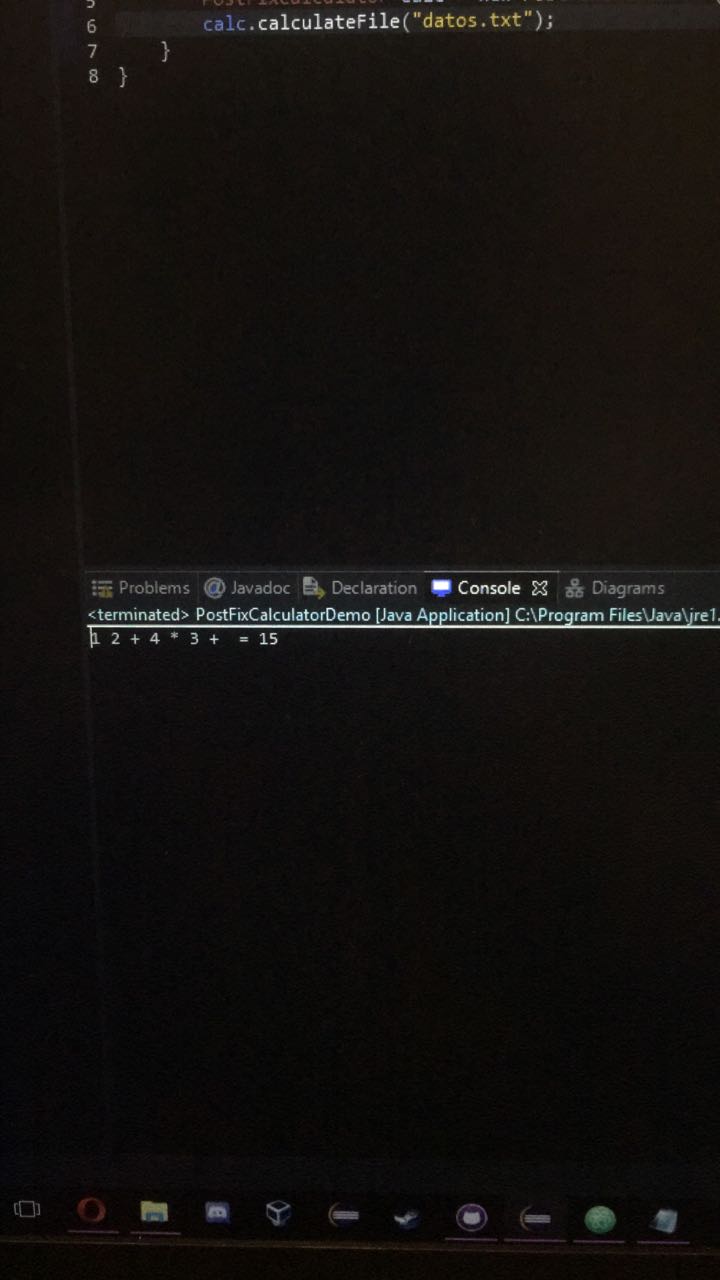 5
6 calc.calculateFile("datos.txt");
7 }
8 }
Problems @ Javadoc Declaration Console Diagrams
<terminated> PostFixCalculatorDemo [Java Application] C:\Program Files\Java\jre1.
1 2 + 4 * 3 +  = 15